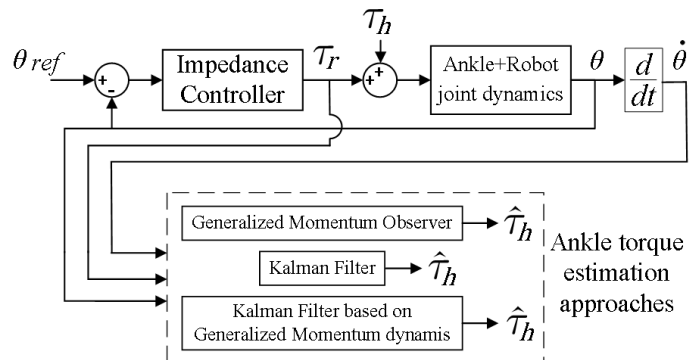 θ ref
+
-
Impedance
Controller
τr
τh
+
+
Ankle+Robot
joint dynamics
θ
d
dt
θ̇
Generalized Momentum Observer
τ̂h
Kalman Filter
τ̂h
Kalman Filter based on
Generalized Momentum dynamis
τ̂h
Ankle torque
estimation
approaches